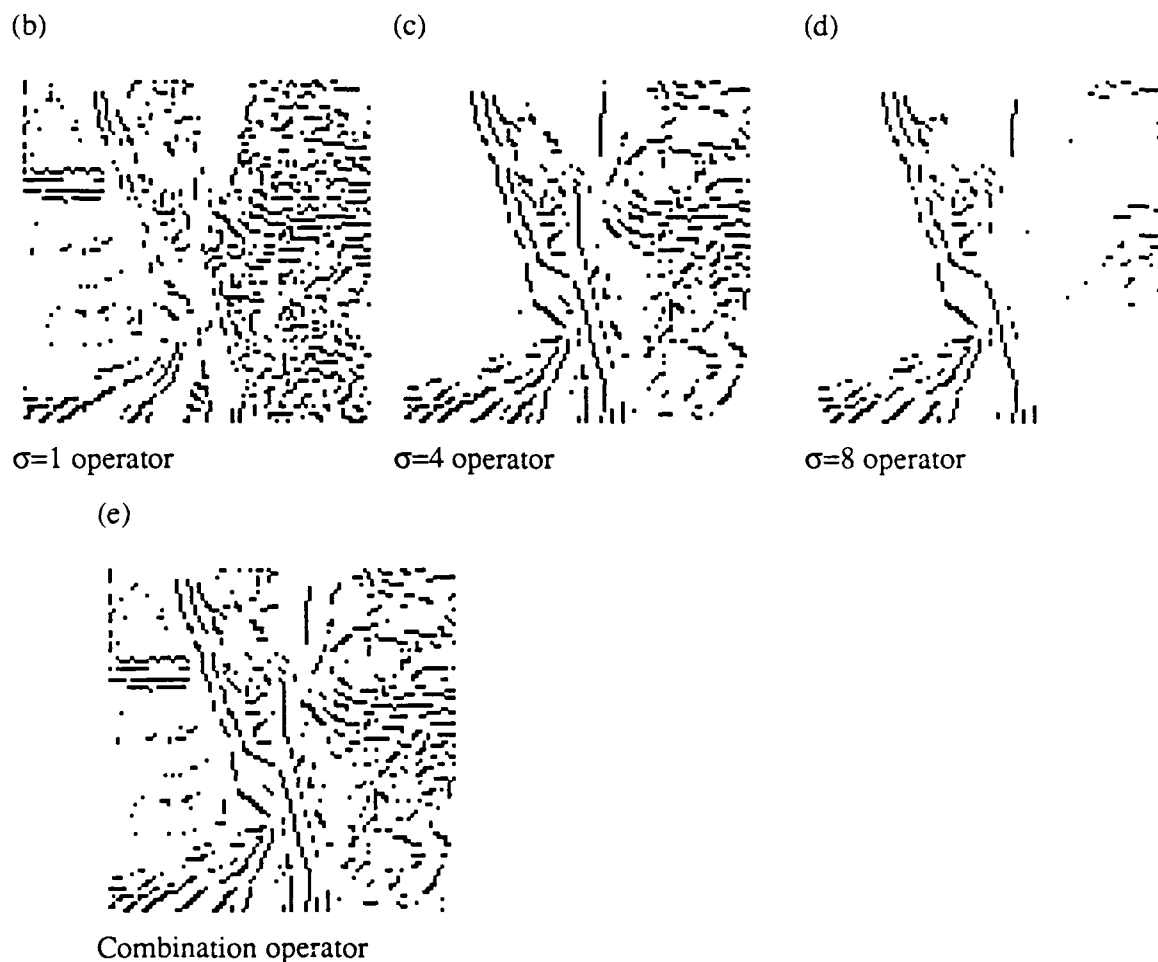 (b)
(c)
(d)
σ=1 operator
σ=4 operator
σ=8 operator
(e)
Combination operator